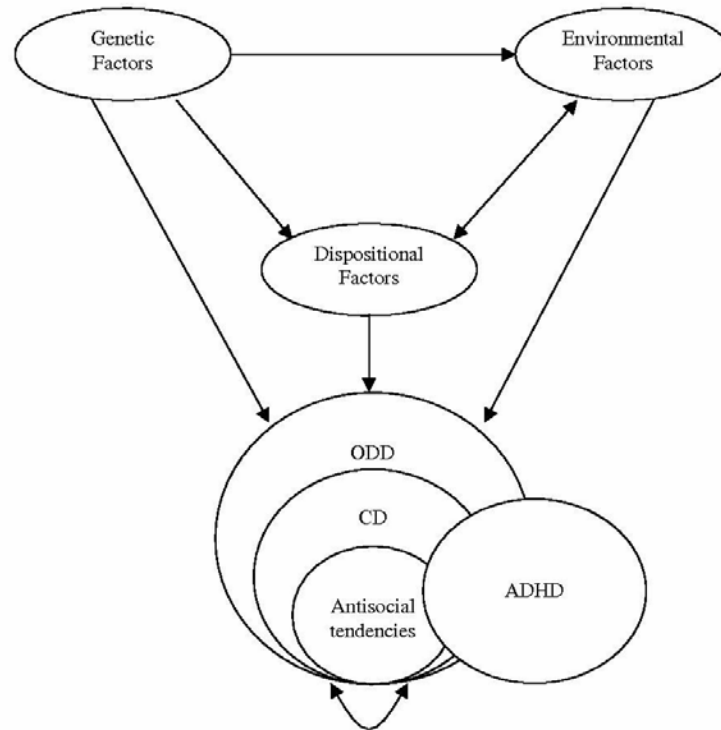 Genetic
Factors
Environmental
Factors
Dispositional
Factors
ODD
CD
Antisocial
tendencies
ADHD